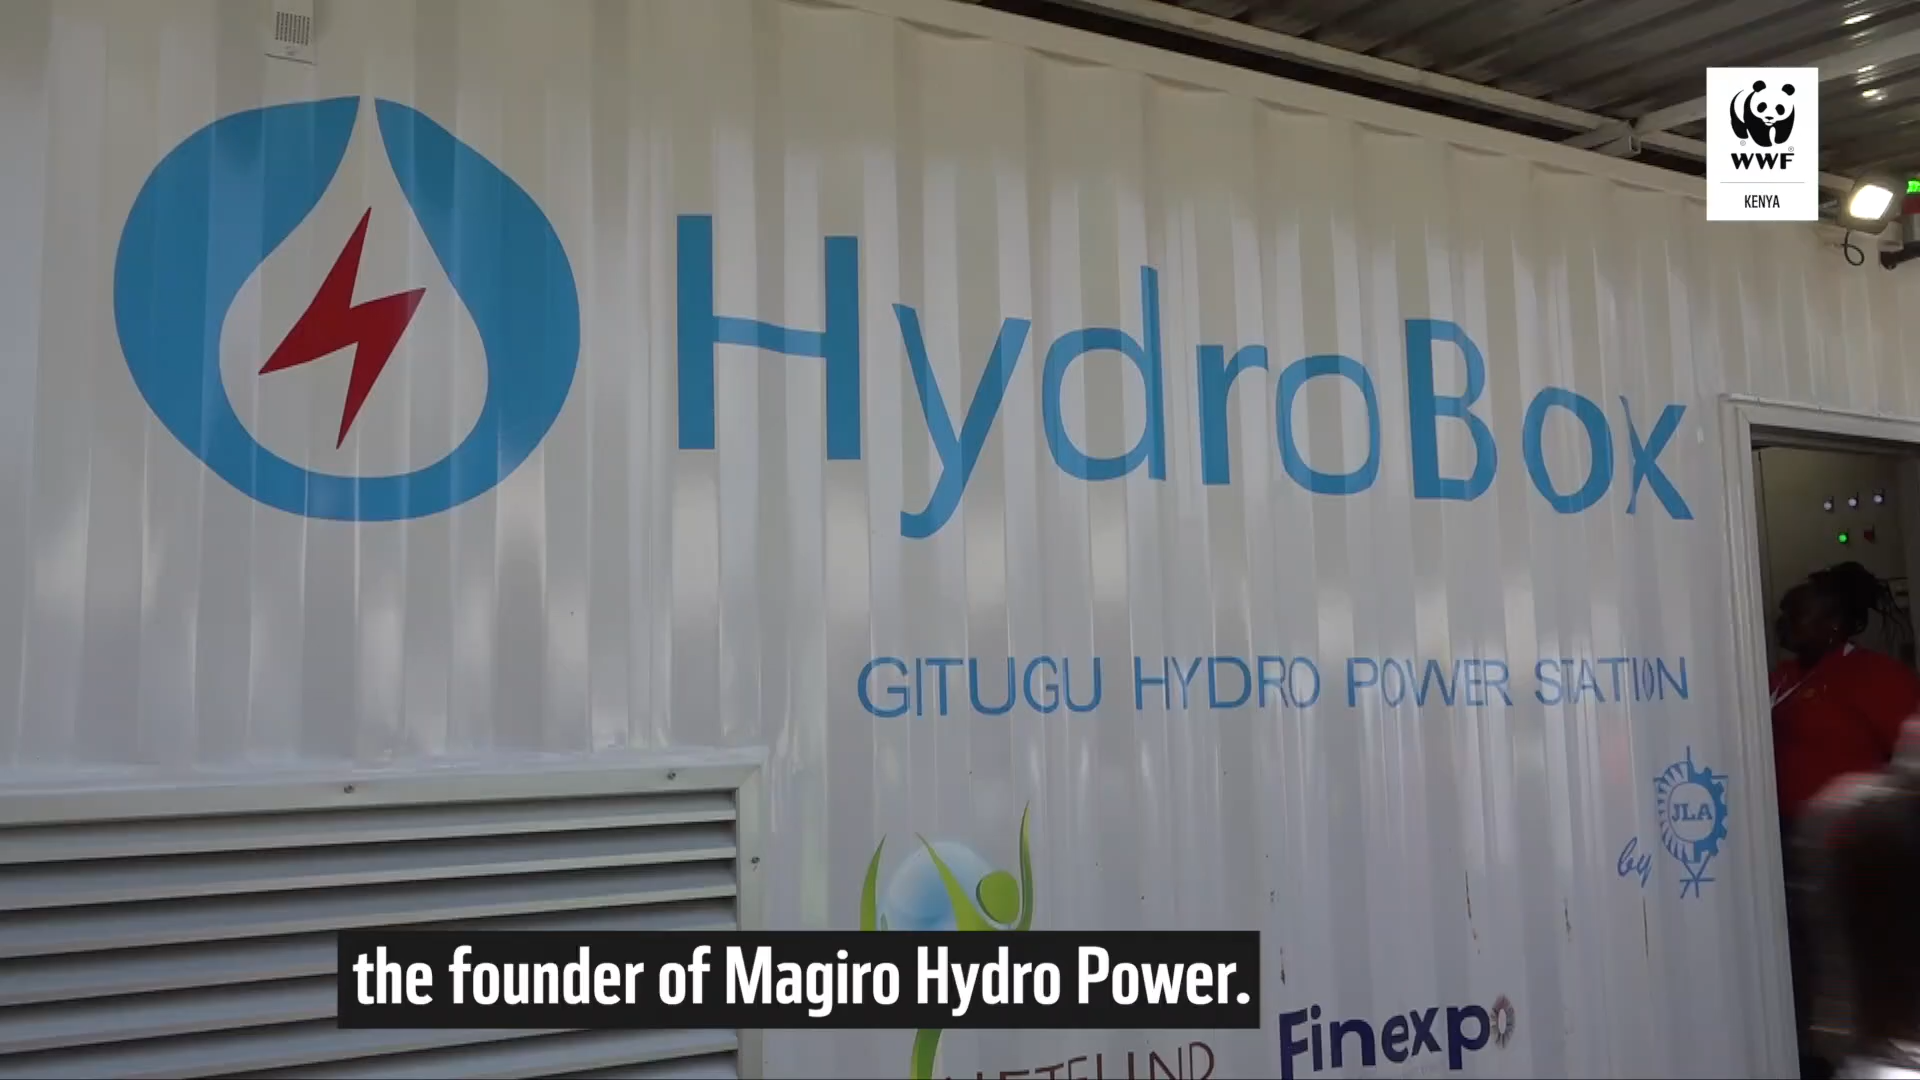 WWF
KENYA
HydroBox
GITUGU HYDRO POWER STATION
JLA
by
the founder of Magiro Hydro Power.
Finexpo